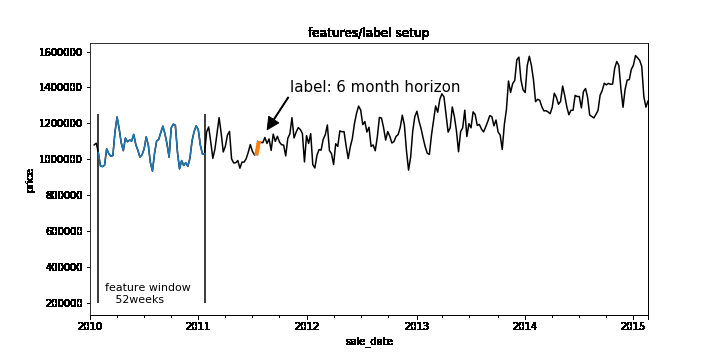 features/label setup
1600000
1400000
1200000
1000000
800000
600000
400000
200000
price
label: 6 month horizon
feature window
52weeks
2010
2011
2012
2013
2014
2015
sale_date